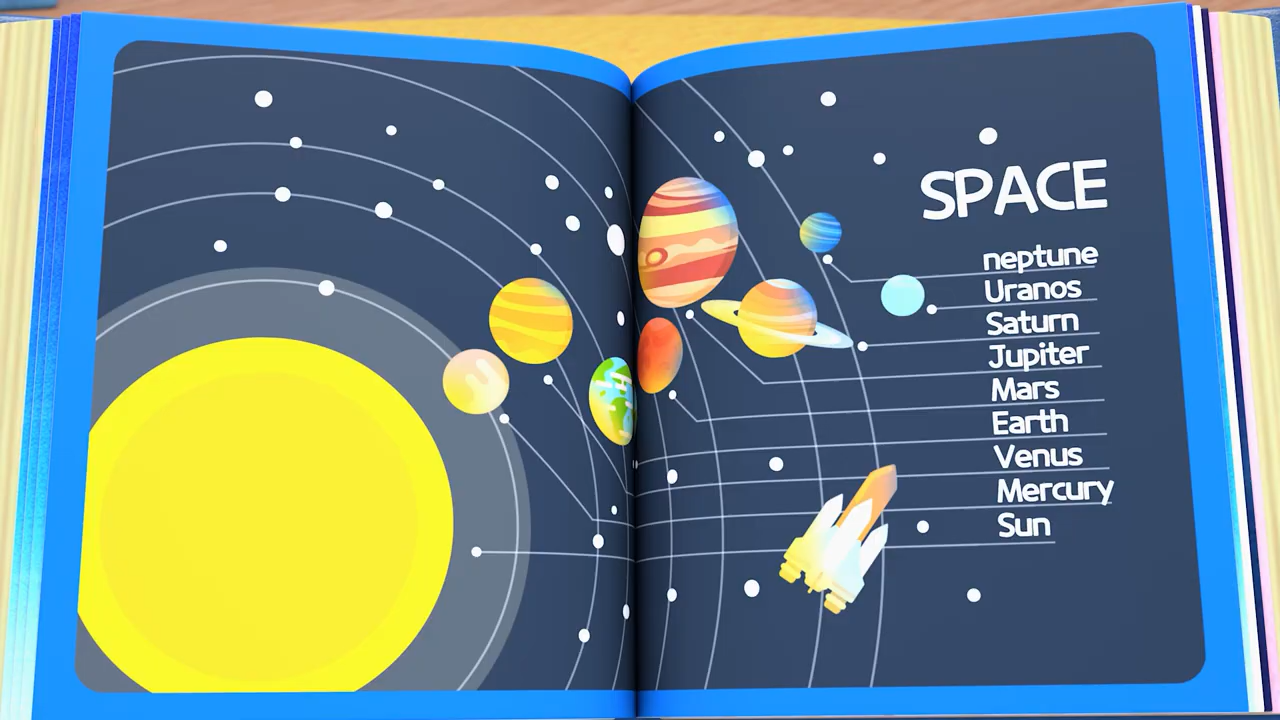 SPACE
neptune
Uranos
Saturn
Jupiter
Mars
Earth
Venus
Mercury
Sun